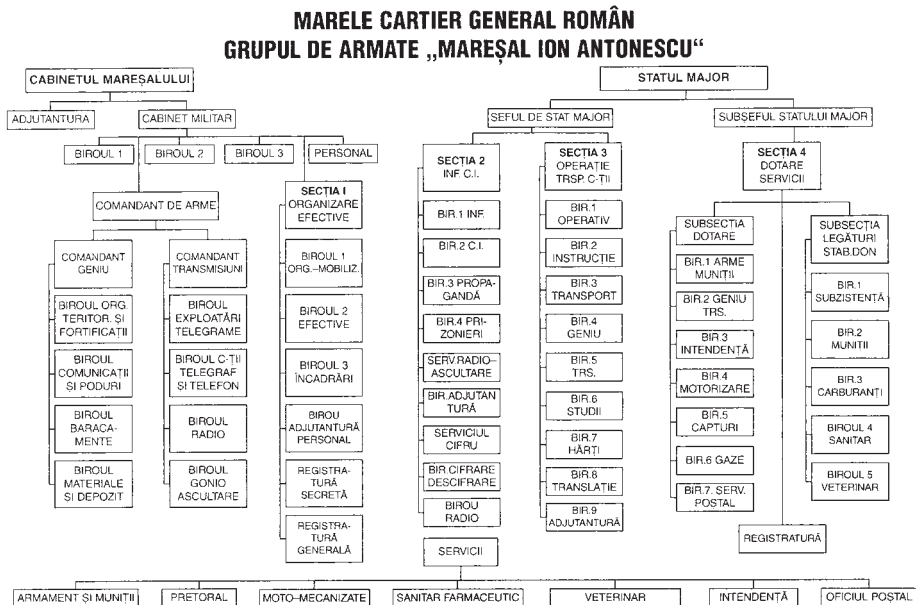 MARELE CARTIER GENERAL ROMÂN
GRUPUL DE ARMATE „MAREȘAL ION ANTONESCU“
CABINETUL MAREȘALULUI
ADJUTANTURA
CABINET MILITAR
BIROUL 1
BIROUL 2
BIROUL 3
PERSONAL
COMANDANT DE ARME
COMANDANT
GENIU
BIROUL ORG.
TERITOR. ȘI
FORTIFICAȚII
BIROUL
COMUNICAȚII
ȘI PODURI
BIROUL
BARACA-
MENTE
BIROUL
MATERIALE
ȘI DEPOZIT
COMANDANT
TRANSMISIUNI
BIROUL
EXPLOATĂRI
TELEGRAME
BIROUL C-ȚII
TELEGRAF
ȘI TELEFON
BIROUL
RADIO
BIROUL
GONIO
ASCULTARE
SECȚIA I
ORGANIZARE
EFECTIVE
BIROUL 1
ORG.–MOBILIZ.
BIROUL 2
EFECTIVE
BIROUL 3
ÎNCADRĂRI
BIROU
ADJUTANTURĂ
PERSONAL
REGISTRA-
TURĂ
SECRETĂ
REGISTRA-
TURĂ
GENERALĂ
STATUL MAJOR
ȘEFUL DE STAT MAJOR
SUBȘEFUL STATULUI MAJOR
SECȚIA 2
INF. C.I.
BIR.1 INF.
BIR.2 C.I.
BIR.3 PROPA-
GANDĂ
BIR.4 PRI-
ZONIERI
SERV.RADIO–
ASCULTARE
BIR.ADJUTAN
TURĂ
SERVICIUL
CIFRU
BIR.CIFRARE
DESCIFRARE
BIROU
RADIO
SECȚIA 3
OPERAȚIE
TRSP. C-ȚII
BIR.1
OPERATIV
BIR.2
INSTRUCȚIE
BIR.3
TRANSPORT
BIR.4
GENIU
BIR.5
TRS.
BIR.6
STUDII
BIR.7
HĂRȚI
BIR.8
TRANSLAȚIE
BIR.9
ADJUTANTURĂ
SECȚIA 4
DOTARE
SERVICII
SUBSECȚIA
DOTARE
BIR.1 ARME
MUNIȚII
BIR.2 GENIU
TRS.
BIR.3
INTENDENȚĂ
BIR.4
MOTORIZARE
BIR.5
CAPTURI
BIR.6 GAZE
BIR.7. SERV.
POȘTAL
SUBSECȚIA
LEGĂTURI
STAB.DON
BIR.1
SUBZISTENȚĂ
BIR.2
MUNIȚII
BIR.3
CARBURANȚI
BIROUL 4
SANITAR
BIROUL 5
VETERINAR
REGISTRATURĂ
SERVICII
ARMAMENT ȘI MUNIȚII
PRETORAL
MOTO–MECANIZATE
SANITAR FARMACEUTIC
VETERINAR
INTENDENȚĂ
OFICIUL POȘTAL